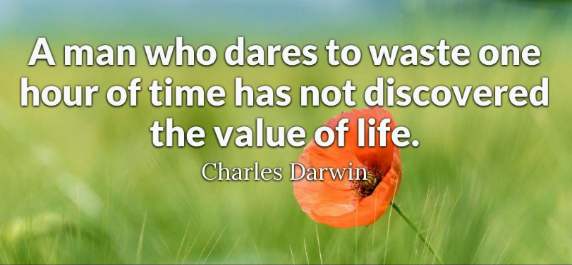 A man who dares to waste one
hour of time has not discovered
the value of life.
Charles Darwin